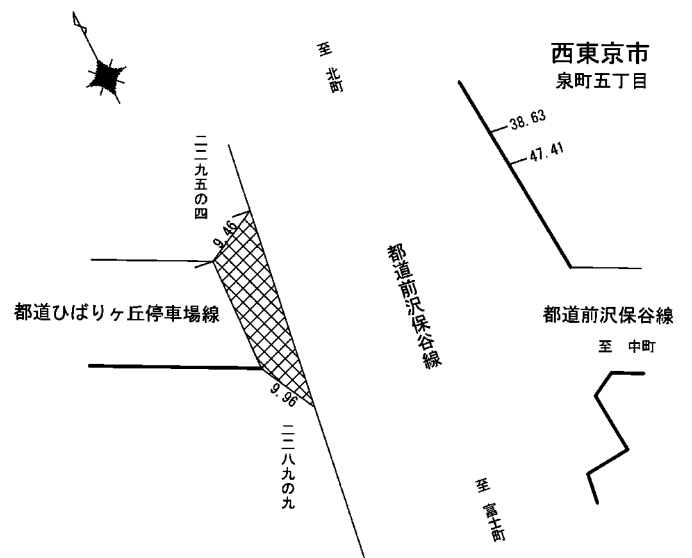 西東京市
泉町五丁目
至 北町
38.63
47.41
二二九五の四
9.46
都道ひばりヶ丘停車場線
都道前沢保谷線
都道前沢保谷線
至 中町
9.96
二二八九の九
至 富士町